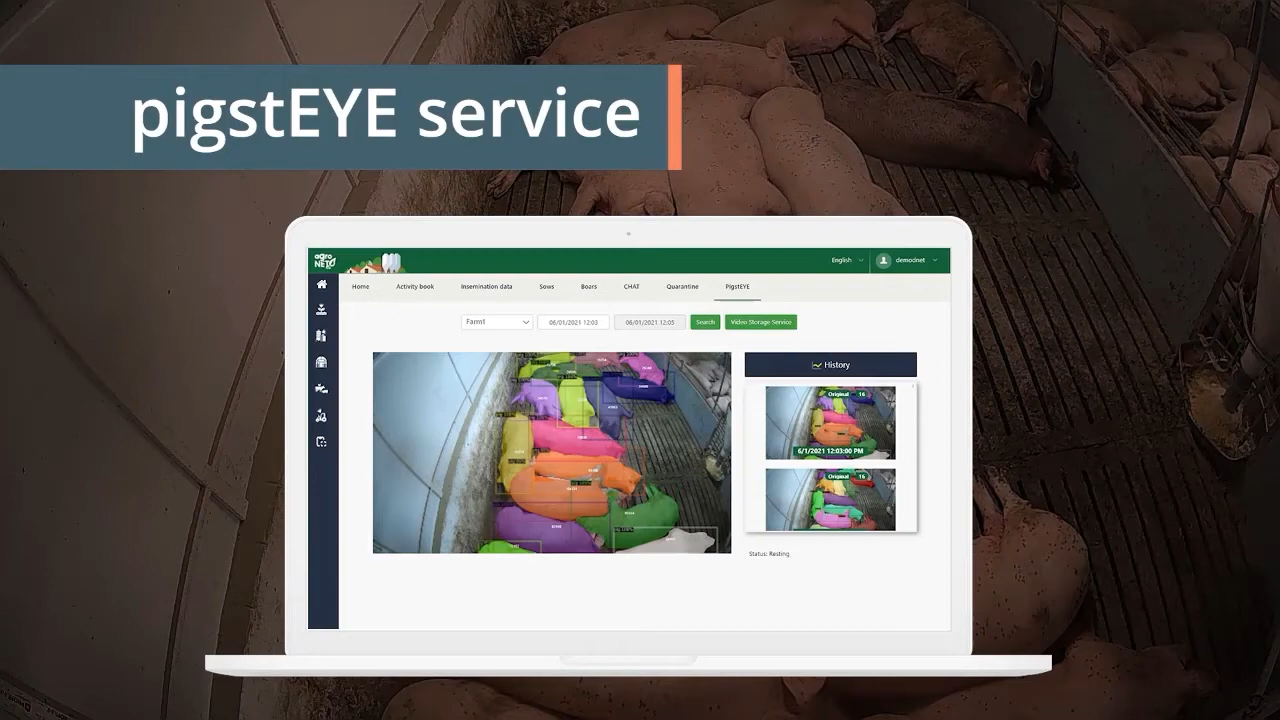 pigstEYE service
agro
NET
English
demodnet
Home
Activity book
Insemination data
Sows
Boars
CHAT
Quarantine
PigstEYE
Farm1
06/01/2021 12:03
06/01/2021 12:05
Search
Video Storage Service
History
Original 16
6/1/2021 12:03:00 PM
Original 16
Status: Resting